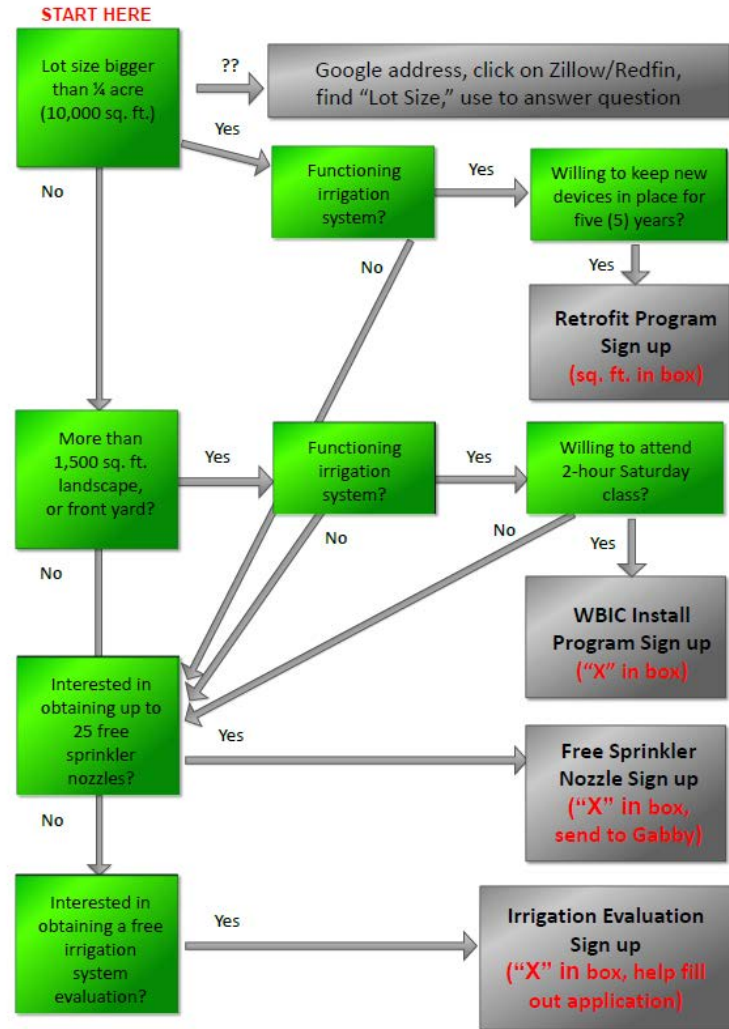 START HERE
Lot size bigger
than ¼ acre
(10,000 sq. ft.)
??
Google address, click on Zillow/Redfin,
find “Lot Size,” use to answer question
Yes
No
Functioning
irrigation
system?
Yes
Willing to keep new
devices in place for
five (5) years?
No
Yes
Retrofit Program
Sign up
(sq. ft. in box)
More than
1,500 sq. ft.
landscape,
or front yard?
Yes
Functioning
irrigation
system?
Yes
Willing to attend
2-hour Saturday
class?
No
No
No
Yes
WBIC Install
Program Sign up
(“X” in box)
Interested in
obtaining up to
25 free
sprinkler
nozzles?
Yes
Free Sprinkler
Nozzle Sign up
(“X” in box,
send to Gabby)
No
Interested in
obtaining a free
irrigation
system
evaluation?
Yes
Irrigation Evaluation
Sign up
(“X” in box, help fill
out application)